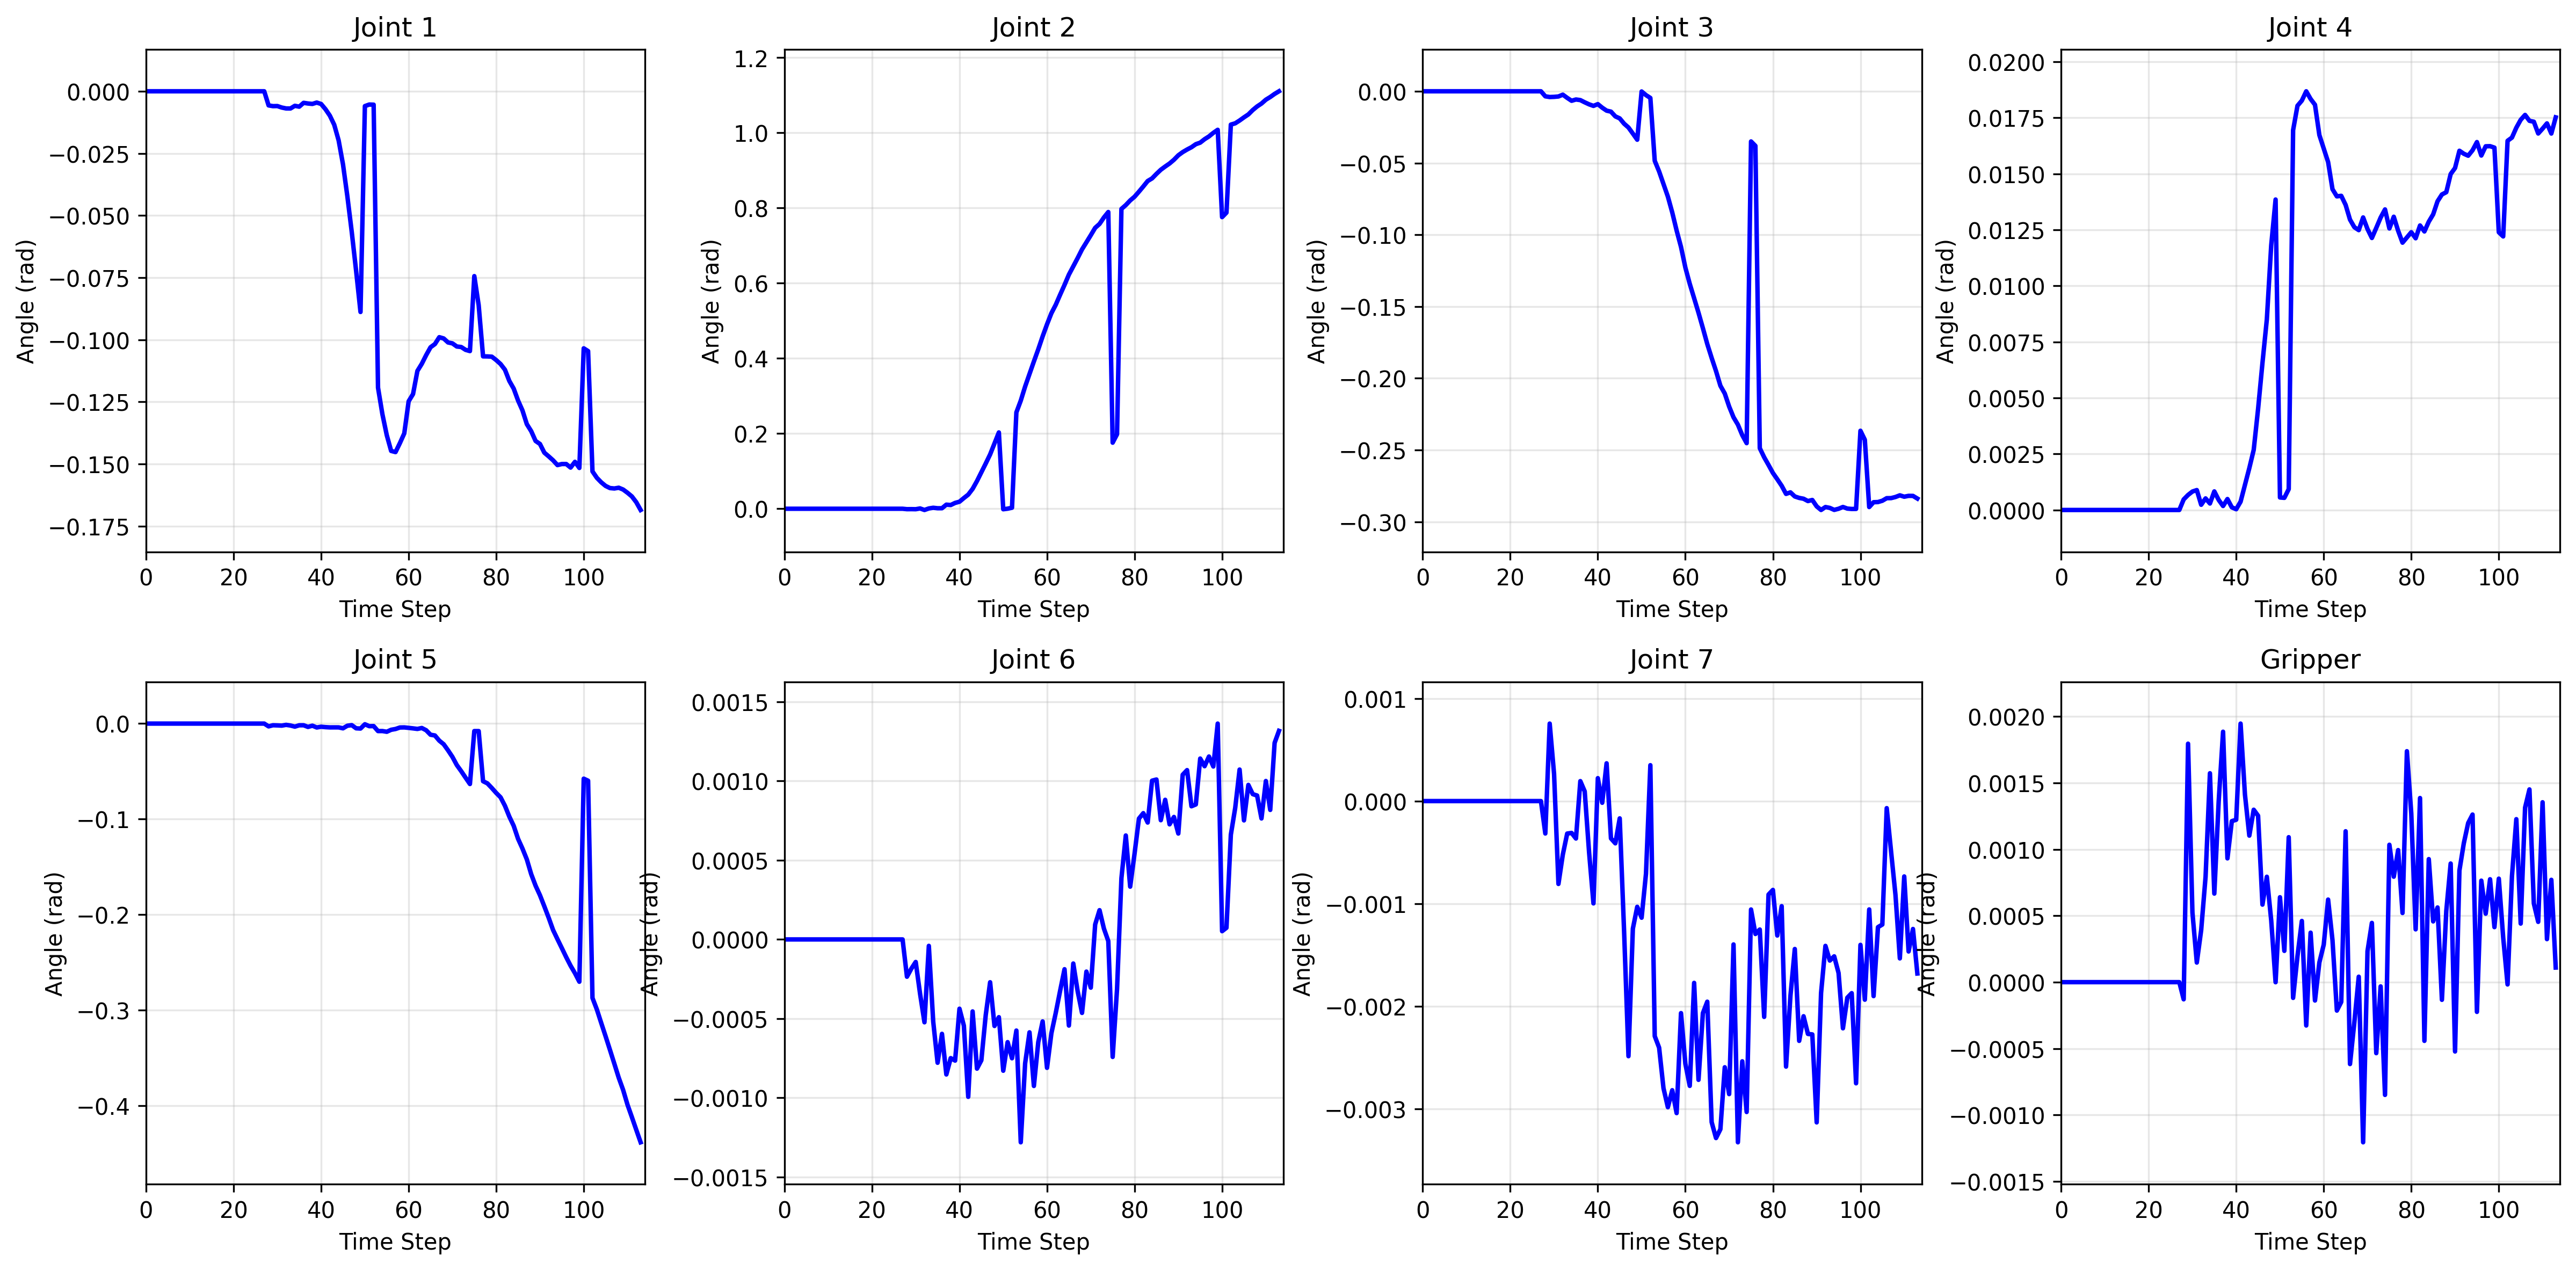 Joint 1
Joint 2
Joint 3
Joint 4
0.000
−0.025
−0.050
−0.075
−0.100
−0.125
−0.150
−0.175
Angle (rad)
0 20 40 60 80 100
Time Step
1.2
1.0
0.8
0.6
0.4
0.2
0.0
Angle (rad)
0 20 40 60 80 100
Time Step
0.00
−0.05
−0.10
−0.15
−0.20
−0.25
−0.30
Angle (rad)
0 20 40 60 80 100
Time Step
0.0200
0.0175
0.0150
0.0125
0.0100
0.0075
0.0050
0.0025
0.0000
Angle (rad)
0 20 40 60 80 100
Time Step
Joint 5
Joint 6
Joint 7
Gripper
0.0
−0.1
−0.2
−0.3
−0.4
Angle (rad)
0 20 40 60 80 100
Time Step
0.0015
0.0010
0.0005
0.0000
−0.0005
−0.0010
−0.0015
Angle (rad)
0 20 40 60 80 100
Time Step
0.001
0.000
−0.001
−0.002
−0.003
Angle (rad)
0 20 40 60 80 100
Time Step
0.0020
0.0015
0.0010
0.0005
0.0000
−0.0005
−0.0010
−0.0015
Angle (rad)
0 20 40 60 80 100
Time Step